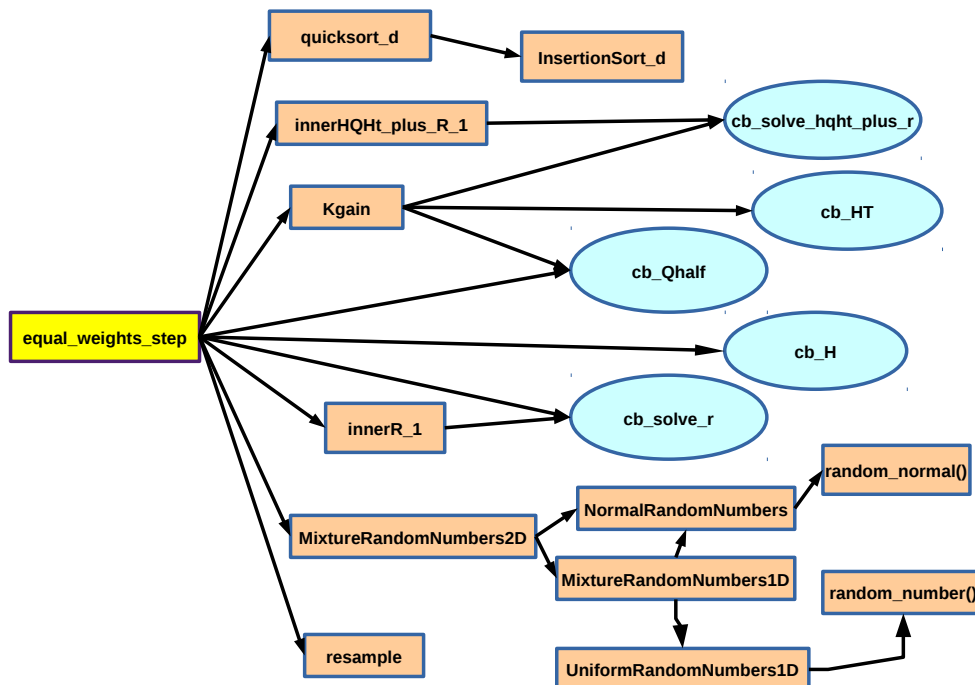 quicksort_d
InsertionSort_d
innerHQHt_plus_R_1
cb_solve_hqht_plus_r
Kgain
cb_HT
cb_Qhalf
equal_weights_step
cb_H
innerR_1
cb_solve_r
random_normal()
NormalRandomNumbers
MixtureRandomNumbers2D
MixtureRandomNumbers1D
random_number()
resample
UniformRandomNumbers1D